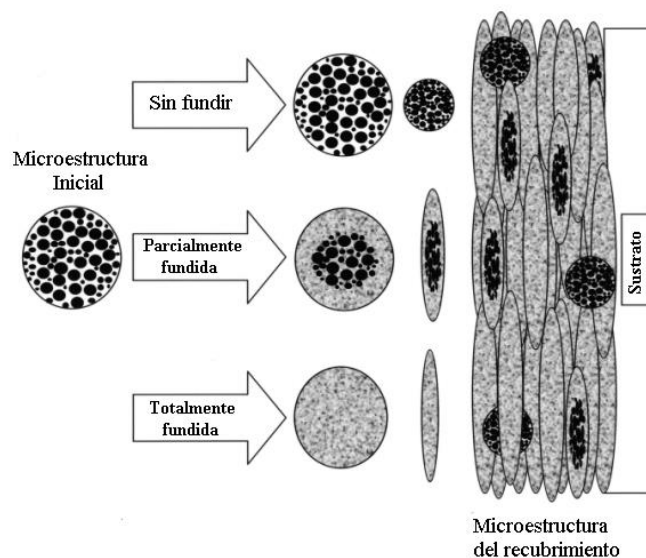 Sin fundir
Microestructura
Inicial
Parcialmente
fundida
Totalmente
fundida
Sustrato
Microestructura
del recubrimiento